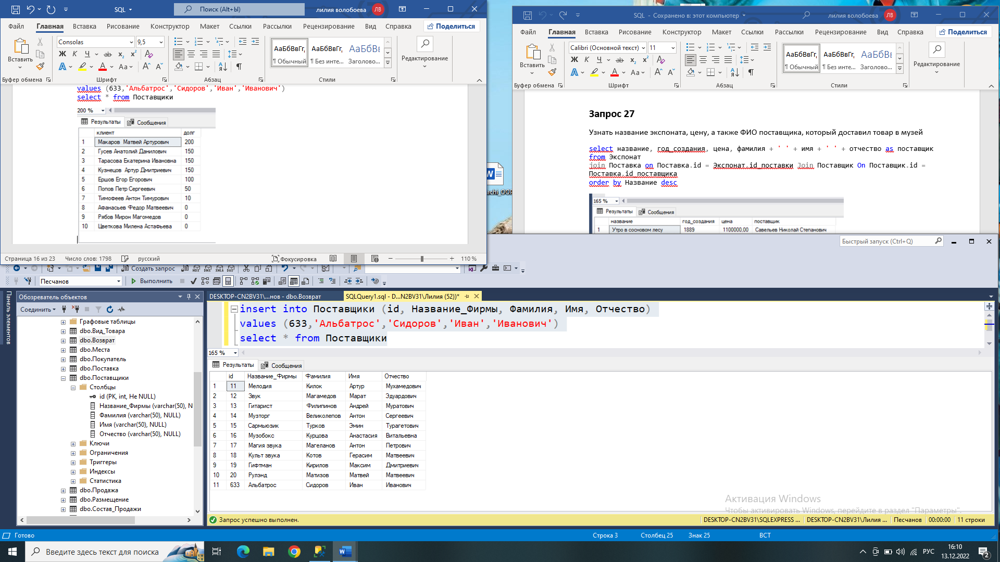 SQL
Поиск (Alt+Ы)
лилия волобоева
ЛВ
Файл Главная Вставка Рисование Конструктор Макет Ссылки Рассылки Рецензирование Вид Справка Поделиться
Consolas 9,5
Вставить
Ж К Ч ab x₂ x²
А Aa A A
АаБбВвГг, АаБбВвГг, АаБбВв
¶ Обычный ¶ Без инте... Заголово...
Редактирование
Буфер обмена Шрифт Абзац Стили
values (633,'Альбатрос','Сидоров','Иван','Иванович')
select * from Поставщики
200 %
Результаты Сообщения
клиент долг
1 Макаров Матвей Артурович 200
2 Гусев Анатолий Данилович 150
3 Тарасова Екатерина Ивановна 150
4 Кузнецов Артур Дмитриевич 150
5 Ершов Егор Егорович 100
6 Попов Петр Сергеевич 50
7 Тимофеев Антон Тимурович 10
8 Афанасьев Федор Матвеевич 0
9 Рябов Мирон Магомедов 0
10 Цветкова Милена Астафьева 0
Страница 16 из 23 Число слов: 1798 русский Фокусировка 110 %
SQL - Сохранено в: этот компьютер
лилия волобоева
ЛВ
Файл Главная Вставка Рисование Конструктор Макет Ссылки Рассылки Рецензирование Вид Справка Поделиться
Calibri (Основной текст) 11
Вставить
Ж К Ч ab x₂ x²
А Aa A A
АаБбВвГг, АаБбВвГг, АаБбВв
¶ Обычный ¶ Без инте... Заголово...
Редактирование
Буфер обмена Шрифт Абзац Стили
Запрос 27
Узнать название экспоната, цену, а также ФИО поставщика, который доставил товар в музей
select название, год_создания, цена, фамилия + ' ' + имя + ' ' + отчество as поставщик
from Экспонат
join Поставка on Поставка.id = Экспонат.id_поставки Join Поставщик On Поставщик.id =
Поставка.id_поставщика
order by Название desc
165 %
Результаты Сообщения
название год_создания цена поставщик
1 Утро в сосновом лесу 1889 1100000,00 Савельев Николай Степанович
Быстрый запуск (Ctrl+Q)
Создать запрос MDX DMX XMLA DAX
Песчанов Выполнить
Панель элементов
Обозреватель объектов
Соединить
Графовые таблицы
dbo.Вид_Товара
dbo.Возврат
dbo.Места
dbo.Покупатель
dbo.Поставка
dbo.Поставщики
Столбцы
id (PK, int, Не NULL)
Название_Фирмы (varchar(50), N
Фамилия (varchar(50), NULL)
Имя (varchar(50), NULL)
Отчество (varchar(50), NULL)
Ключи
Ограничения
Триггеры
Индексы
Статистика
dbo.Продажа
dbo.Размещение
dbo.Состав_Продажи
DESKTOP-CN2BV31\...нов - dbo.Возврат
SQLQuery1.sql - D...N2BV31\Лилия (52))*
insert into Поставщики (id, Название_Фирмы, Фамилия, Имя, Отчество)
values (633,'Альбатрос','Сидоров','Иван','Иванович')
select * from Поставщики
165 %
Результаты Сообщения
id Название_Фирмы Фамилия Имя Отчество
1 11 Мелодия Килок Артур Мухамедович
2 12 Звук Магамедов Марат Эдуардович
3 13 Гитарист Филипинов Андрей Муратович
4 14 Музторг Великолепов Антон Сергеевич
5 15 Сармьюзик Турков Эмин Турагетович
6 16 Музобокс Курцова Анастасия Витальевна
7 17 Магия звука Магеланов Антон Петрович
8 18 Культ звука Котов Герасим Матвеевич
9 19 Гифтман Кирилов Максим Дмитриевич
10 20 Рулэнд Матизов Матвей Матвеевич
11 633 Альбатрос Сидоров Иван Иванович
Активация Windows
Чтобы активировать Windows, перейдите в раздел "Параметры".
Запрос успешно выполнен.
DESKTOP-CN2BV31\SQLEXPRESS ... DESKTOP-CN2BV31\Лилия ... Песчанов 00:00:00 11 строки
Готово Строка 3 Столбец 25 Знак 25 ВСТ
Введите здесь текст для поиска
РУС
16:10
13.12.2022
2